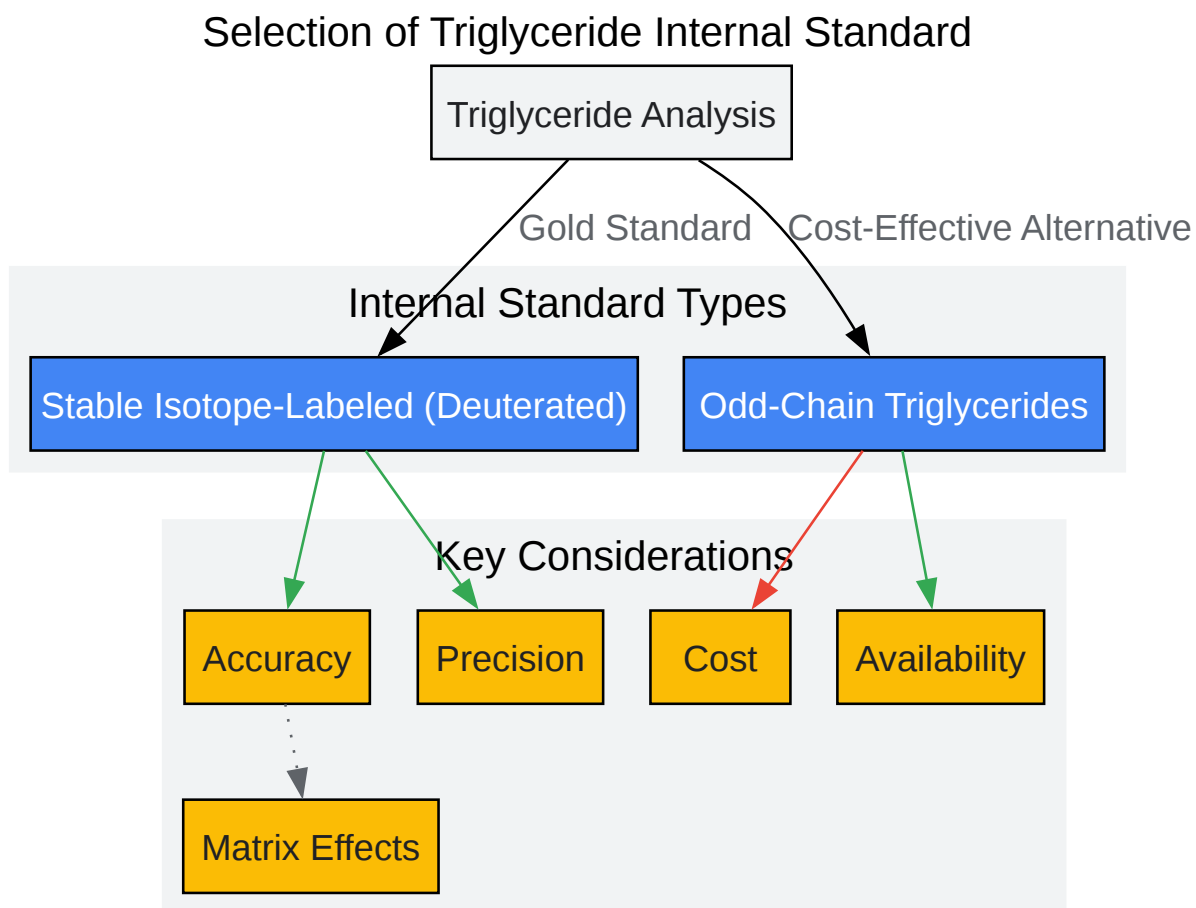 Selection of Triglyceride Internal Standard
Triglyceride Analysis
Gold Standard
Cost-Effective Alternative
Internal Standard Types
Stable Isotope-Labeled (Deuterated)
Odd-Chain Triglycerides
Key Considerations
Accuracy
Precision
Cost
Availability
Matrix Effects